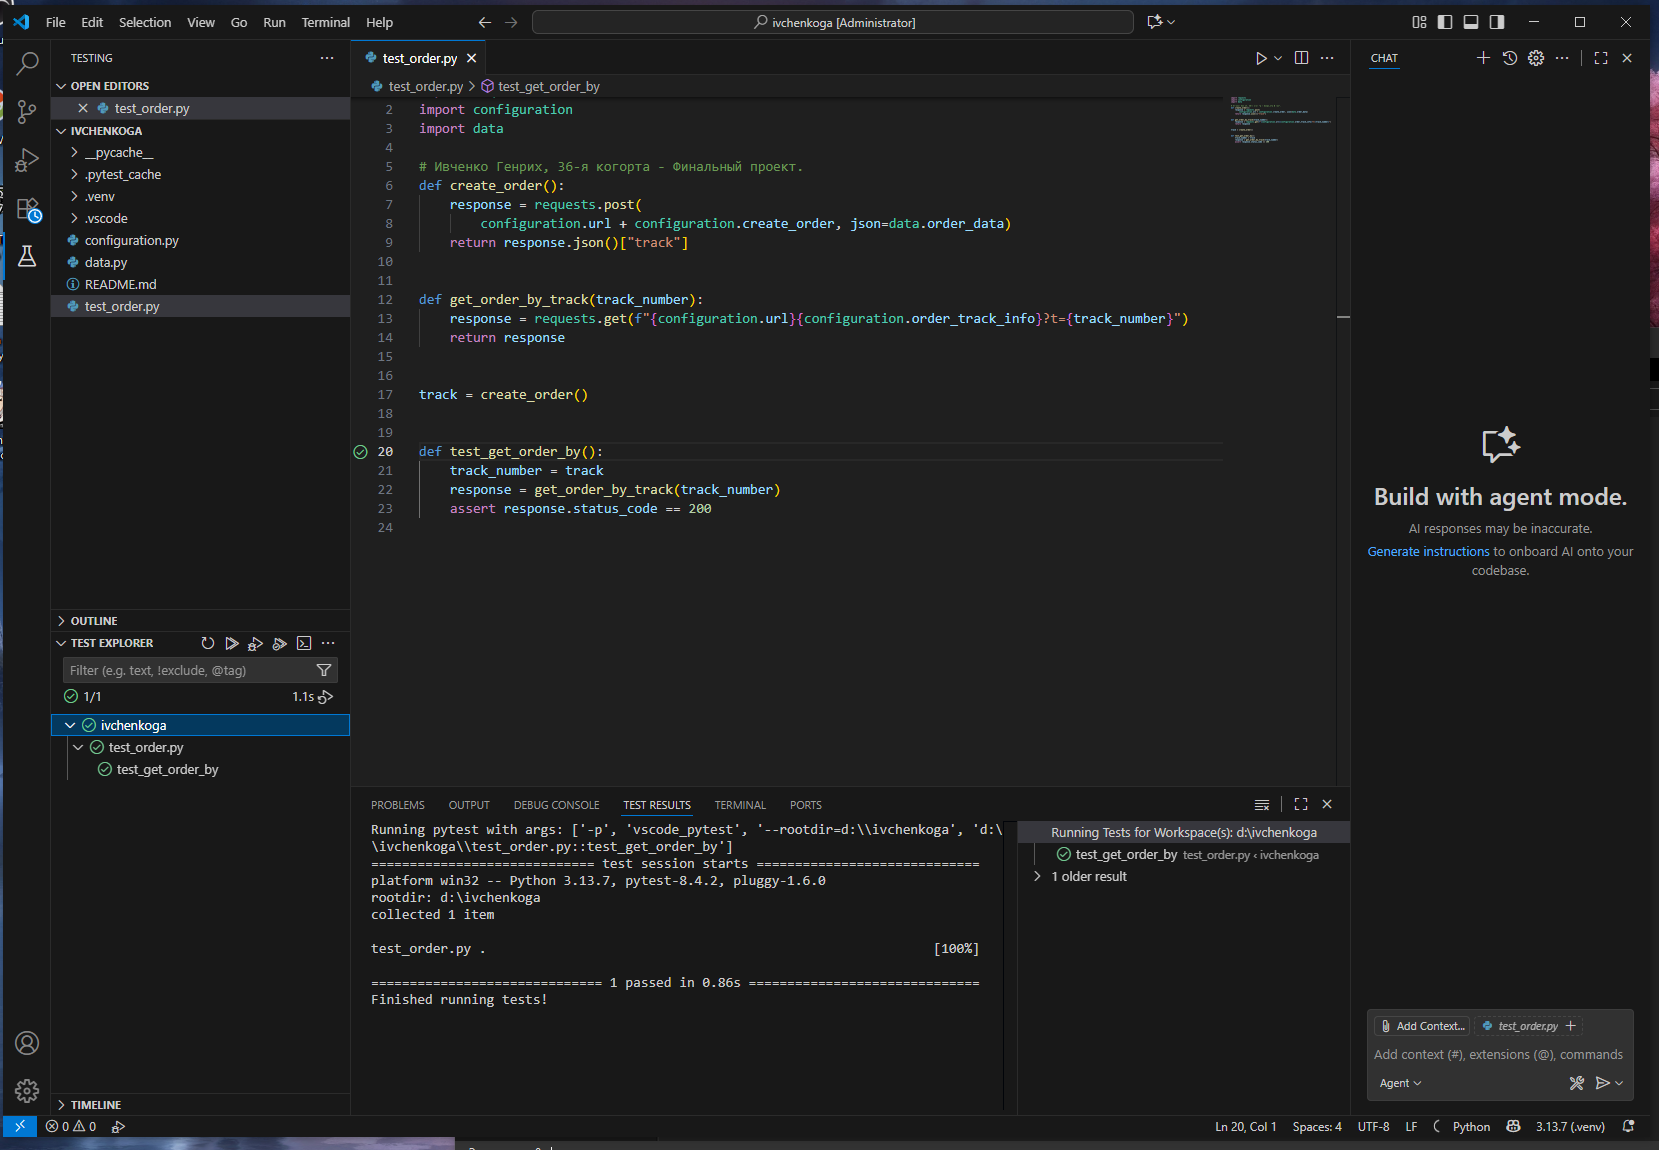 File Edit Selection View Go Run Terminal Help
ivchenkoga [Administrator]
TESTING
OPEN EDITORS
test_order.py
IVCHENKOGA
__pycache__
.pytest_cache
.venv
.vscode
configuration.py
data.py
README.md
test_order.py
OUTLINE
TEST EXPLORER
Filter (e.g. text, !exclude, @tag)
1/1 1.1s
ivchenkoga
test_order.py
test_get_order_by
TIMELINE
test_order.py
test_order.py > test_get_order_by
2 import configuration
3 import data
4
5 # Ивченко Генрих, 36-я когорта - Финальный проект.
6 def create_order():
7 response = requests.post(
8 configuration.url + configuration.create_order, json=data.order_data)
9 return response.json()["track"]
10
11
12 def get_order_by_track(track_number):
13 response = requests.get(f"{configuration.url}{configuration.order_track_info}?t={track_number}")
14 return response
15
16
17 track = create_order()
18
19
20 def test_get_order_by():
21 track_number = track
22 response = get_order_by_track(track_number)
23 assert response.status_code == 200
24
PROBLEMS OUTPUT DEBUG CONSOLE TEST RESULTS TERMINAL PORTS
Running pytest with args: ['-p', 'vscode_pytest', '--rootdir=d:\\ivchenkoga', 'd:\
\ivchenkoga\\test_order.py::test_get_order_by']
============================= test session starts =============================
platform win32 -- Python 3.13.7, pytest-8.4.2, pluggy-1.6.0
rootdir: d:\ivchenkoga
collected 1 item
test_order.py . [100%]
============================== 1 passed in 0.86s ==============================
Finished running tests!
Running Tests for Workspace(s): d:\ivchenkoga
test_get_order_by test_order.py ‹ ivchenkoga
1 older result
CHAT
Build with agent mode.
AI responses may be inaccurate.
Generate instructions to onboard AI onto your
codebase.
Add Context... test_order.py
Add context (#), extensions (@), commands
Agent
0 0
Ln 20, Col 1 Spaces: 4 UTF-8 LF Python 3.13.7 (.venv)